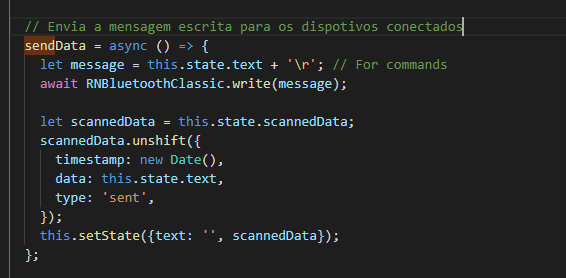 // Envia a mensagem escrita para os dispotivos conectados
sendData = async () => {
let message = this.state.text + '\r'; // For commands
await RNBluetoothClassic.write(message);
let scannedData = this.state.scannedData;
scannedData.unshift({
timestamp: new Date(),
data: this.state.text,
type: 'sent',
});
this.setState({text: '', scannedData});
};